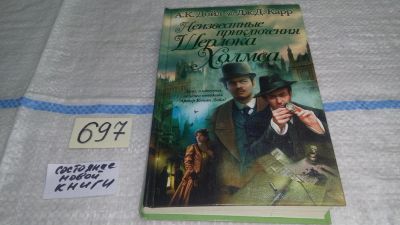 А.К. Дойл Дж.Д. Карр
Неизвестные
приключения
Шерлока
Холмса
697
состояние
новой
книги